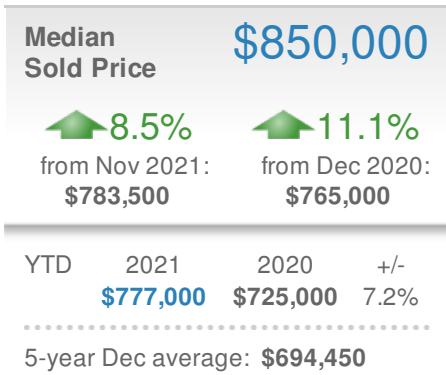 Median $850,000
Sold Price
8.5% 11.1%
from Nov 2021: from Dec 2020:
$783,500 $765,000
YTD 2021 2020 +/-
$777,000 $725,000 7.2%
5-year Dec average: $694,450